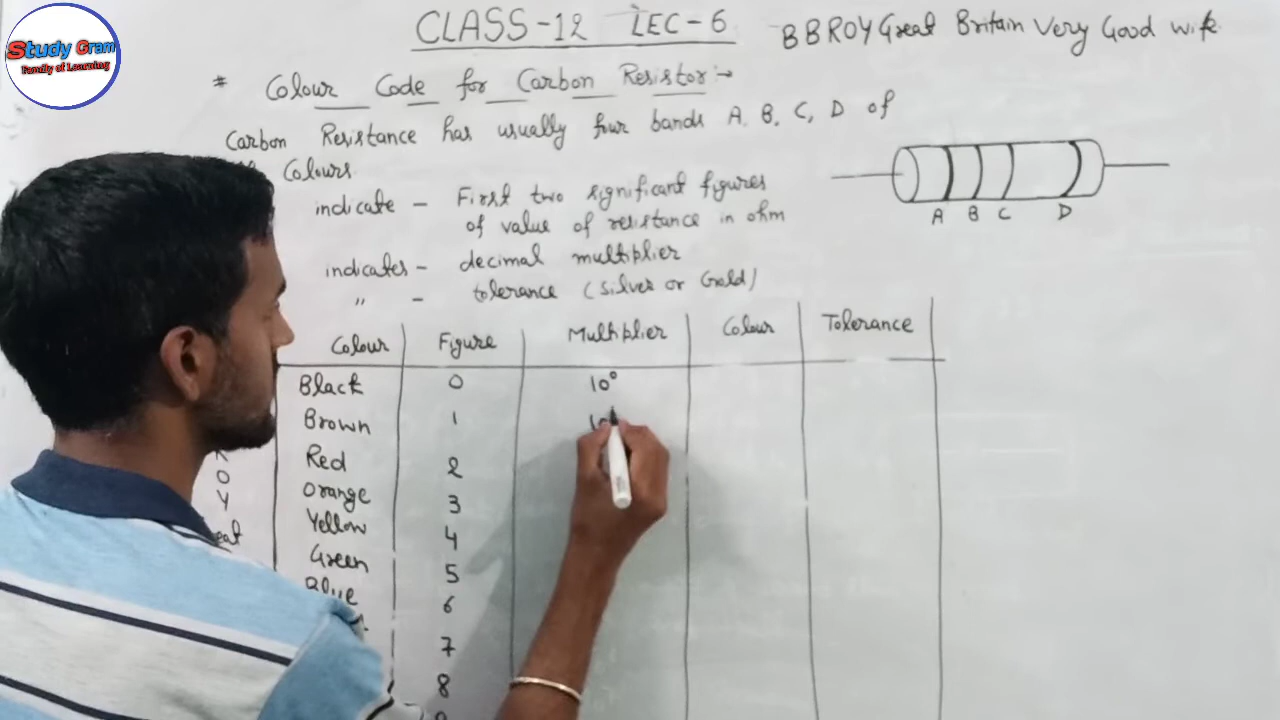 Study Gram
Family of Learning
CLASS-12 LEC-6
BBROY Great Britain Very Good wife
* Colour Code for Carbon Resistor :→
Carbon Resistance has usually four bands A, B, C, D of
Colours.
indicate - First two significant figures
of value of resistance in ohm
indicates - decimal multiplier
" - tolerance (Silver or Gold)
A B C D
Colour Figure Multiplier Colour Tolerance
Black 0 10⁰
Brown 1 10
Red 2
O Orange 3
Y Yellow 4
Green 5
Blue 6
7
8